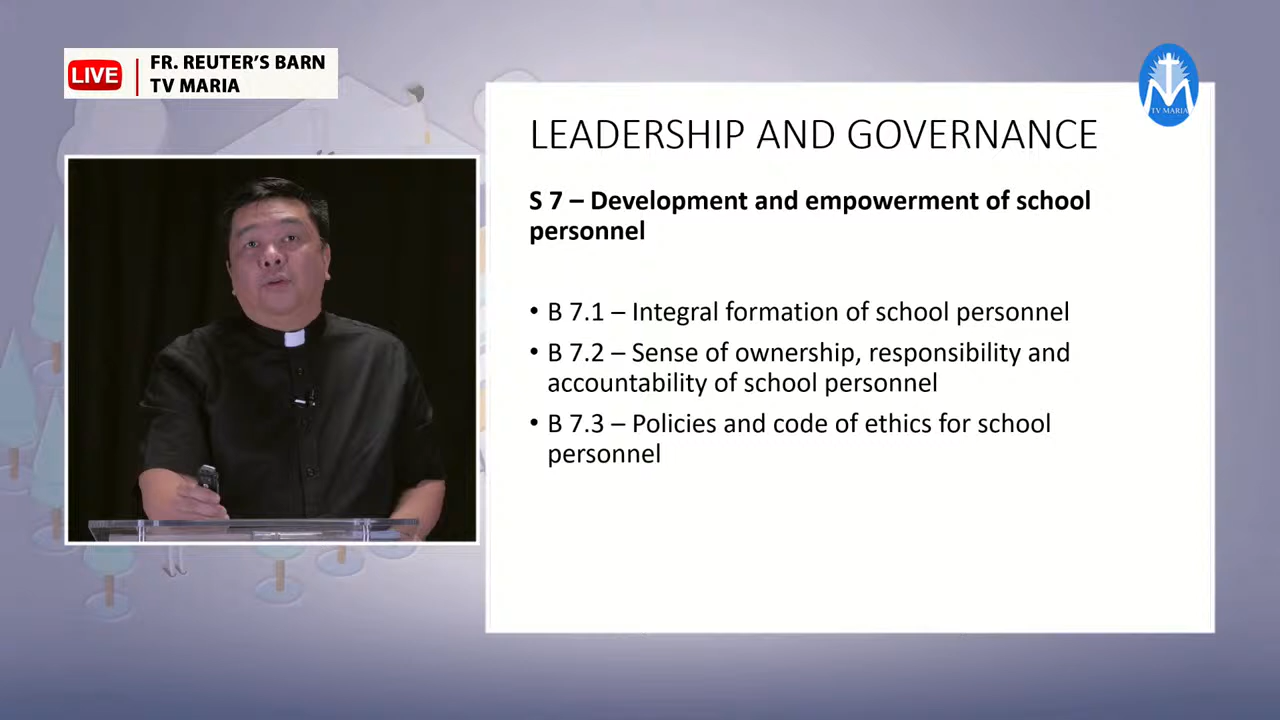 LIVE
FR. REUTER'S BARN
TV MARIA
TV MARIA
LEADERSHIP AND GOVERNANCE
S 7 – Development and empowerment of school
personnel
• B 7.1 – Integral formation of school personnel
• B 7.2 – Sense of ownership, responsibility and
accountability of school personnel
• B 7.3 – Policies and code of ethics for school
personnel